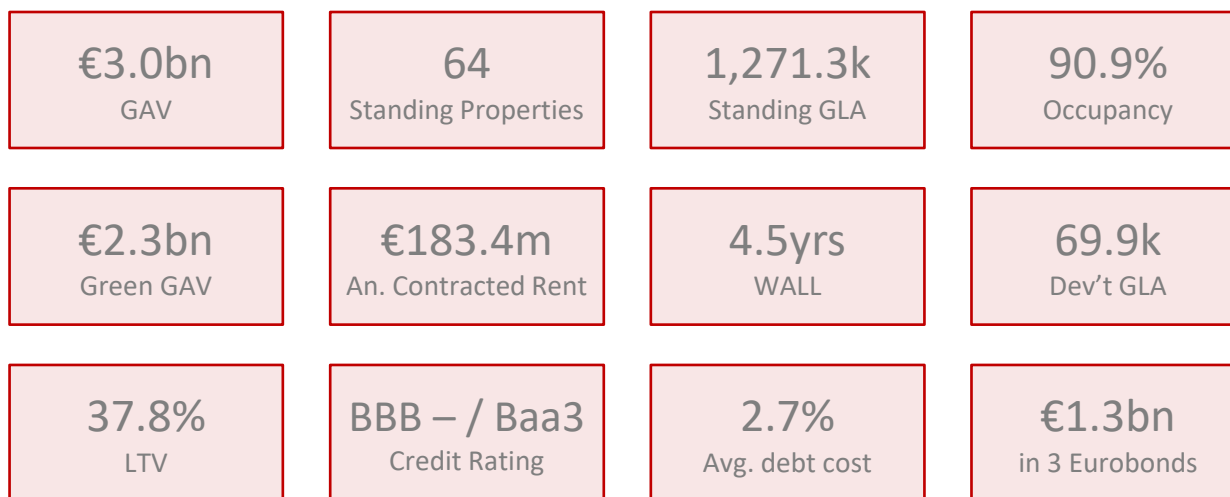 €3.0bn
GAV
64
Standing Properties
1,271.3k
Standing GLA
90.9%
Occupancy
€2.3bn
Green GAV
€183.4m
An. Contracted Rent
4.5yrs
WALL
69.9k
Dev’t GLA
37.8%
LTV
BBB – / Baa3
Credit Rating
2.7%
Avg. debt cost
€1.3bn
in 3 Eurobonds